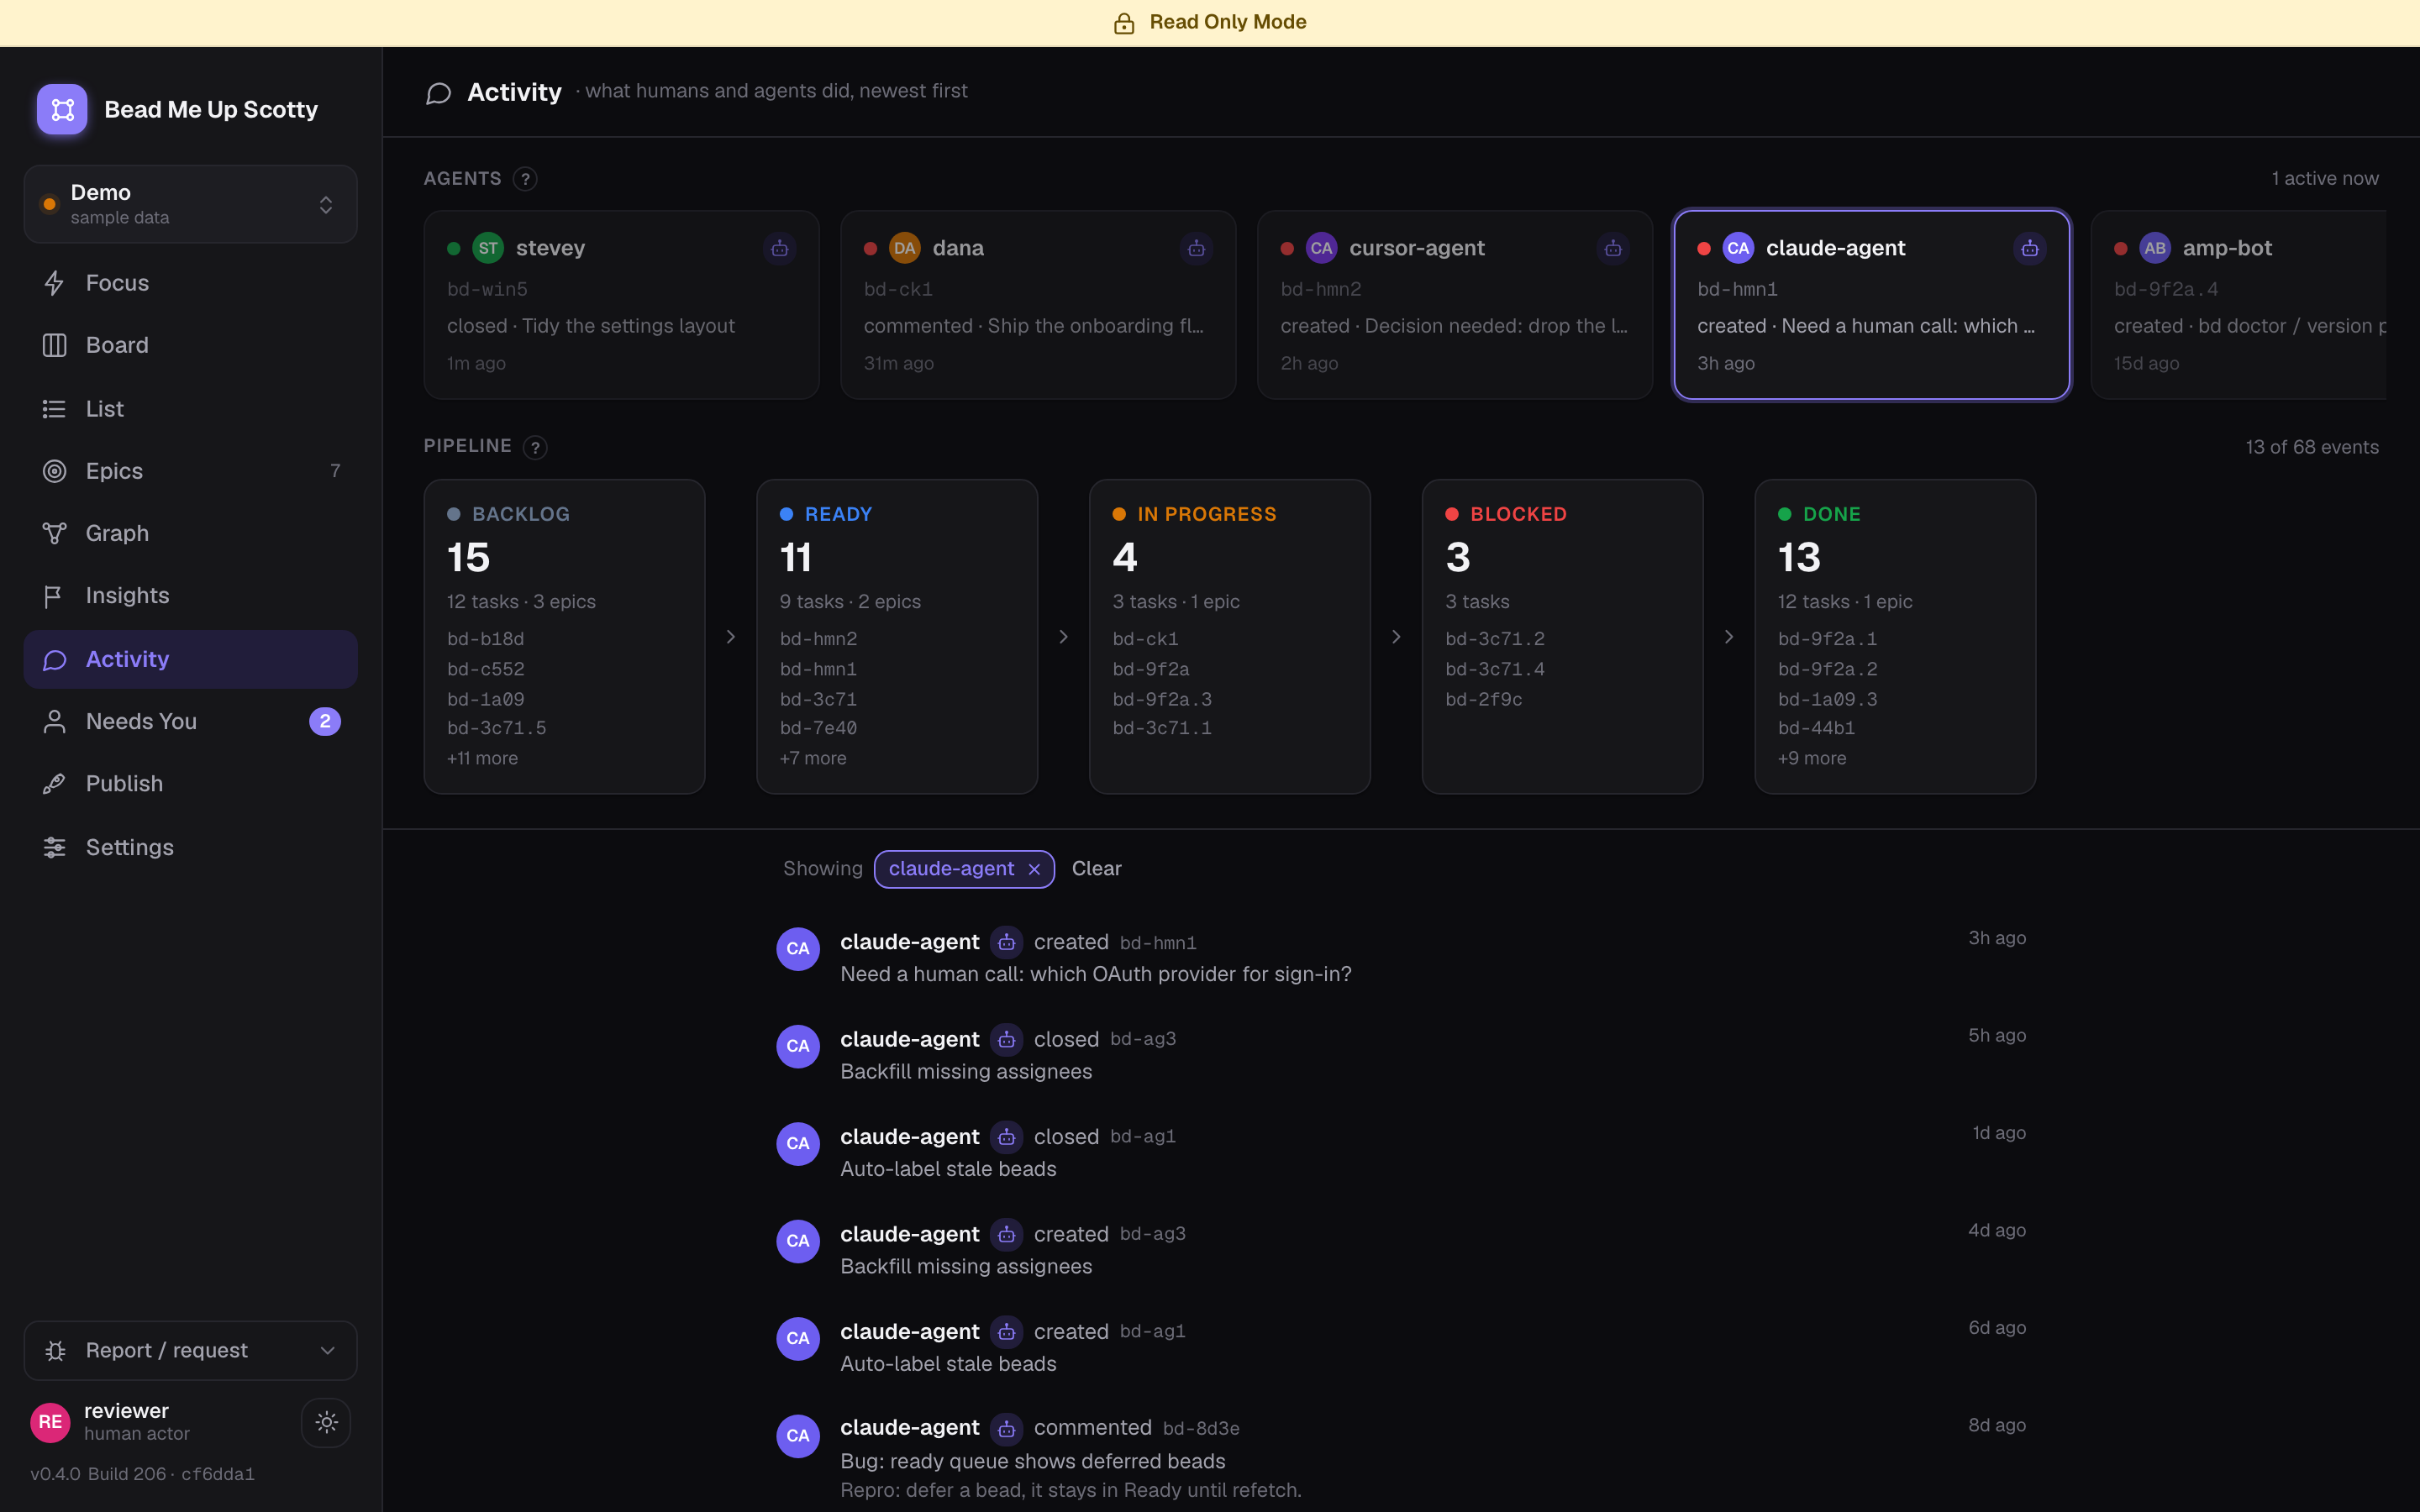 Read Only Mode
Bead Me Up Scotty
Demo
sample data
Focus
Board
List
Epics 7
Graph
Insights
Activity
Needs You 2
Publish
Settings
Report / request
RE reviewer
human actor
v0.4.0 Build 206 · cf6dda1
Activity · what humans and agents did, newest first
AGENTS ? 1 active now
ST stevey
bd-win5
closed · Tidy the settings layout
1m ago
DA dana
bd-ck1
commented · Ship the onboarding fl…
31m ago
CA cursor-agent
bd-hmn2
created · Decision needed: drop the l…
2h ago
CA claude-agent
bd-hmn1
created · Need a human call: which …
3h ago
AB amp-bot
bd-9f2a.4
created · bd doctor / version p
15d ago
PIPELINE ? 13 of 68 events
BACKLOG
15
12 tasks · 3 epics
bd-b18d
bd-c552
bd-1a09
bd-3c71.5
+11 more
READY
11
9 tasks · 2 epics
bd-hmn2
bd-hmn1
bd-3c71
bd-7e40
+7 more
IN PROGRESS
4
3 tasks · 1 epic
bd-ck1
bd-9f2a
bd-9f2a.3
bd-3c71.1
BLOCKED
3
3 tasks
bd-3c71.2
bd-3c71.4
bd-2f9c
DONE
13
12 tasks · 1 epic
bd-9f2a.1
bd-9f2a.2
bd-1a09.3
bd-44b1
+9 more
Showing claude-agent × Clear
CA claude-agent created bd-hmn1 3h ago
Need a human call: which OAuth provider for sign-in?
CA claude-agent closed bd-ag3 5h ago
Backfill missing assignees
CA claude-agent closed bd-ag1 1d ago
Auto-label stale beads
CA claude-agent created bd-ag3 4d ago
Backfill missing assignees
CA claude-agent created bd-ag1 6d ago
Auto-label stale beads
CA claude-agent commented bd-8d3e 8d ago
Bug: ready queue shows deferred beads
Repro: defer a bead, it stays in Ready until refetch.